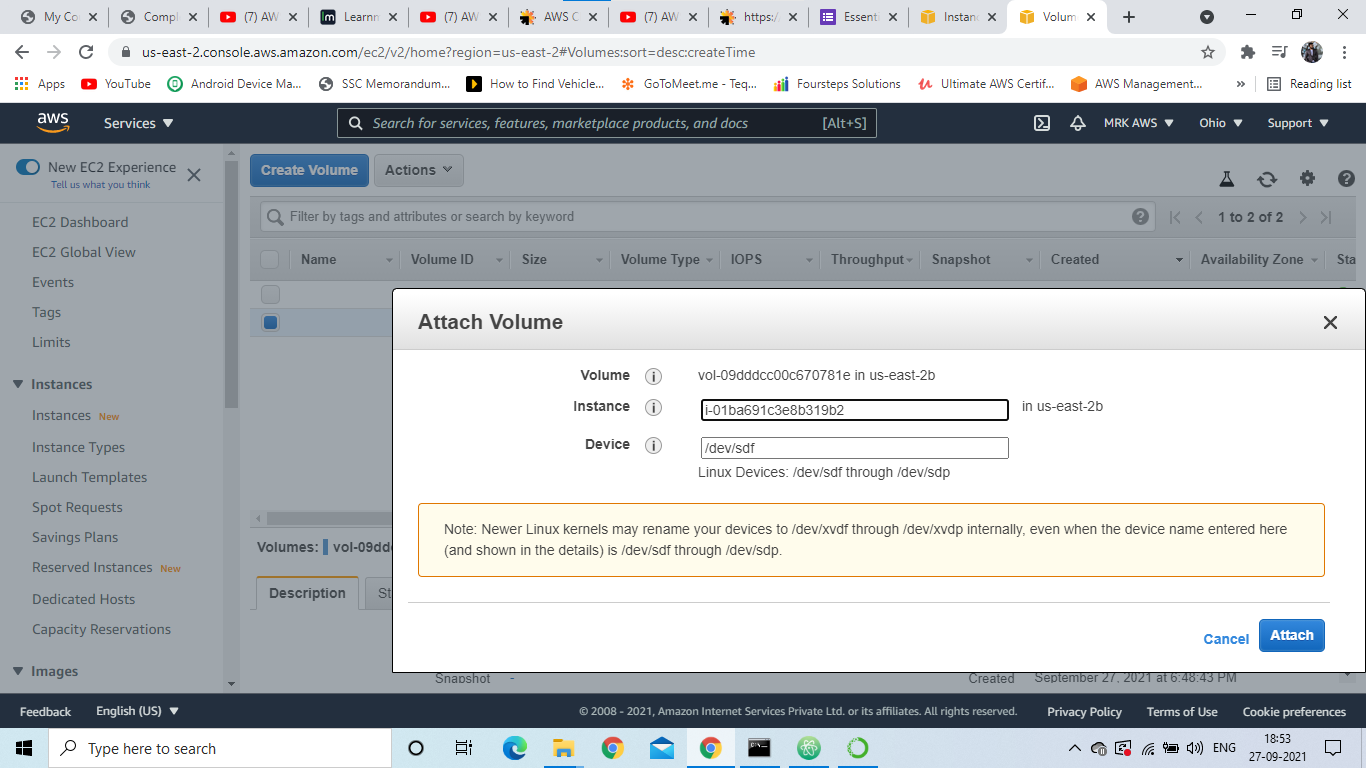 My Co
Compl
(7) AW
Learnn
(7) AW
AWS C
(7) AW
https:/
Essenti
Instanc
Volum
us-east-2.console.aws.amazon.com/ec2/v2/home?region=us-east-2#Volumes:sort=desc:createTime
Apps
YouTube
Android Device Ma...
SSC Memorandum...
How to Find Vehicle...
GoToMeet.me - Teq...
Foursteps Solutions
Ultimate AWS Certif...
AWS Management...
»
Reading list
aws
Services
Search for services, features, marketplace products, and docs
[Alt+S]
MRK AWS
Ohio
Support
New EC2 Experience
Tell us what you think
Create Volume
Actions
Filter by tags and attributes or search by keyword
1 to 2 of 2
Name
Volume ID
Size
Volume Type
IOPS
Throughput
Snapshot
Created
Availability Zone
Sta
EC2 Dashboard
EC2 Global View
Events
Tags
Limits
Instances
Instances New
Instance Types
Launch Templates
Spot Requests
Savings Plans
Reserved Instances New
Dedicated Hosts
Capacity Reservations
Images
Attach Volume
Volume
vol-09dddcc00c670781e in us-east-2b
Instance
i-01ba691c3e8b319b2
in us-east-2b
Device
/dev/sdf
Linux Devices: /dev/sdf through /dev/sdp
Note: Newer Linux kernels may rename your devices to /dev/xvdf through /dev/xvdp internally, even when the device name entered here
(and shown in the details) is /dev/sdf through /dev/sdp.
Cancel
Attach
Volumes:
vol-09ddd
Description
St
Snapshot
-
Created
September 27, 2021 at 6:48:43 PM
Feedback
English (US)
© 2008 - 2021, Amazon Internet Services Private Ltd. or its affiliates. All rights reserved.
Privacy Policy
Terms of Use
Cookie preferences
Type here to search
ENG
18:53
27-09-2021